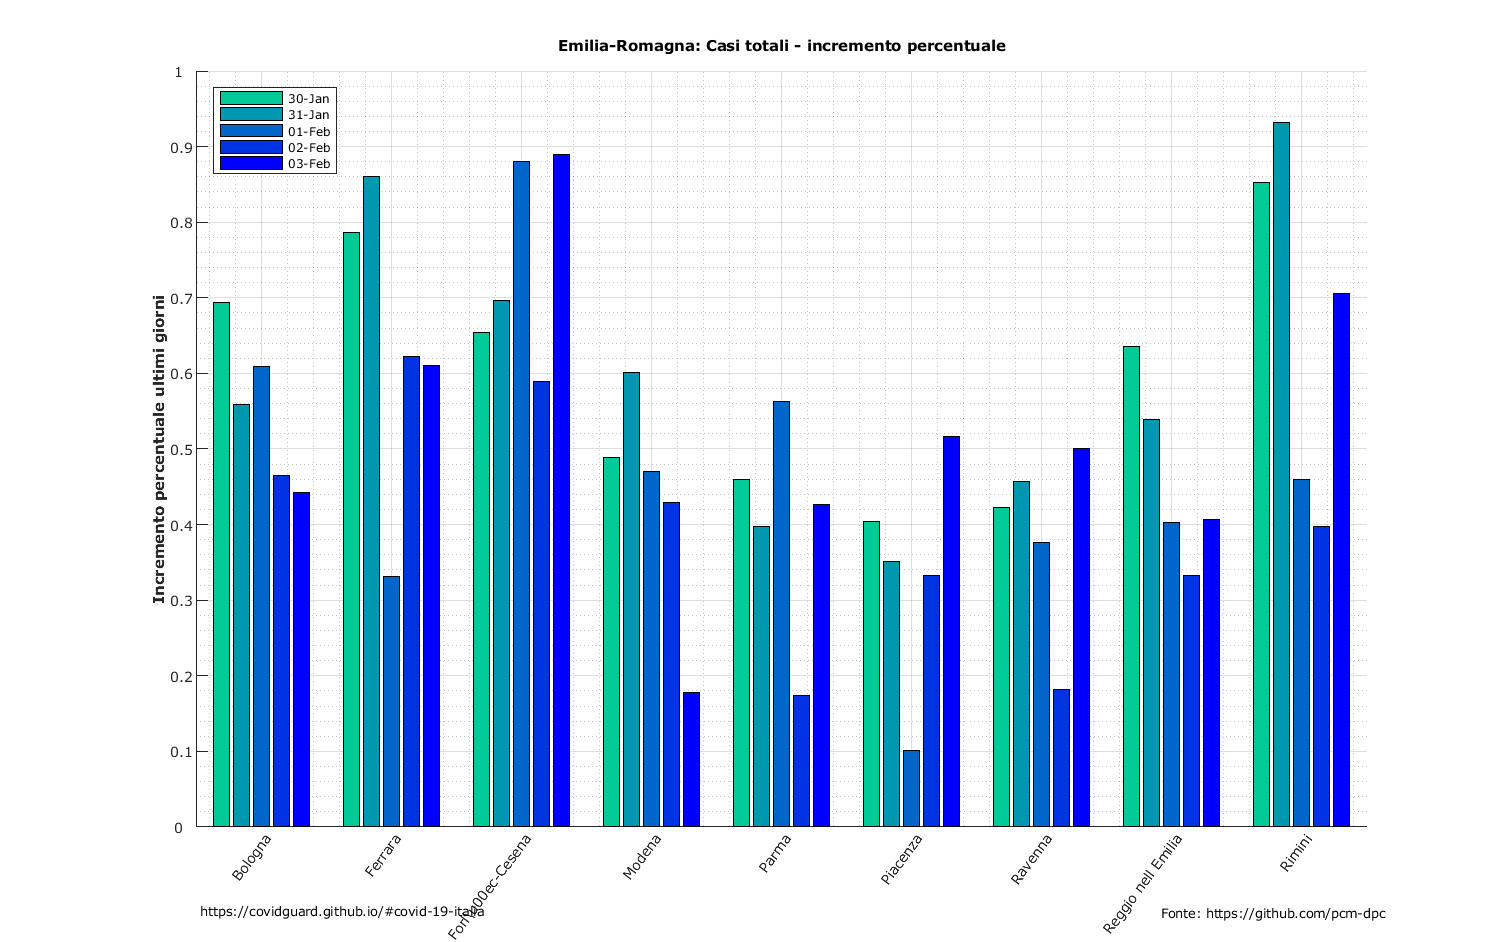 Emilia-Romagna: Casi totali - incremento percentuale
Incremento percentuale ultimi giorni
1
0.9
0.8
0.7
0.6
0.5
0.4
0.3
0.2
0.1
0
30-Jan
31-Jan
01-Feb
02-Feb
03-Feb
Bologna
Ferrara
Forl\u00ec-Cesena
Modena
Parma
Piacenza
Ravenna
Reggio nell Emilia
Rimini
https://covidguard.github.io/#covid-19-italia
Fonte: https://github.com/pcm-dpc